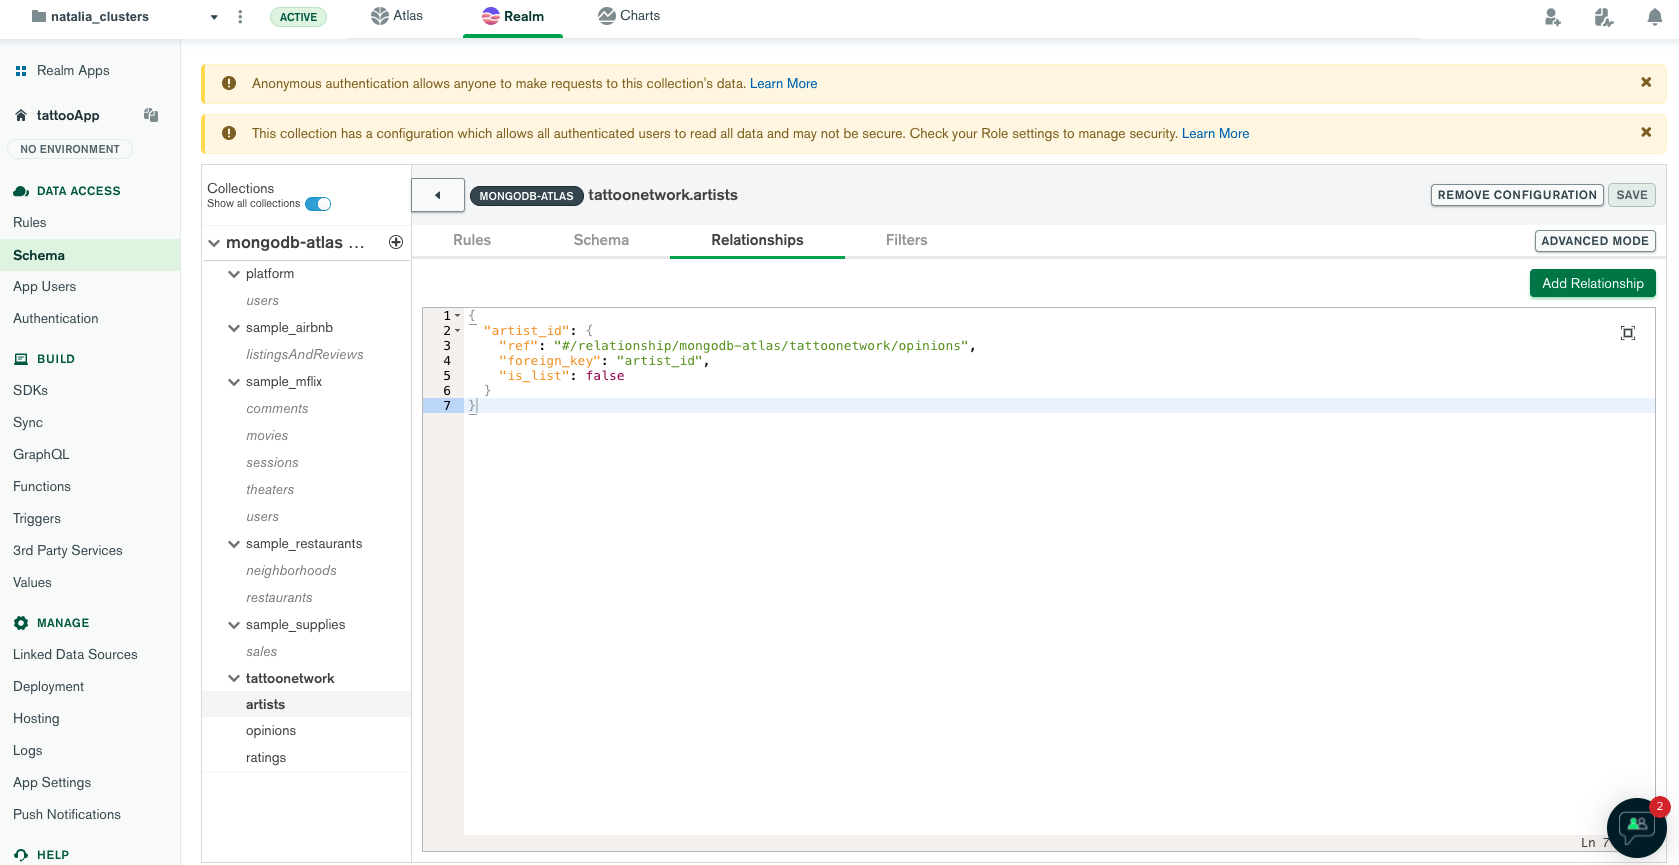 natalia_clusters
ACTIVE
Atlas
Realm
Charts
Realm Apps
tattooApp
NO ENVIRONMENT
DATA ACCESS
Rules
Schema
App Users
Authentication
BUILD
SDKs
Sync
GraphQL
Functions
Triggers
3rd Party Services
Values
MANAGE
Linked Data Sources
Deployment
Hosting
Logs
App Settings
Push Notifications
HELP
Anonymous authentication allows anyone to make requests to this collection's data. Learn More
This collection has a configuration which allows all authenticated users to read all data and may not be secure. Check your Role settings to manage security. Learn More
Collections
Show all collections
mongodb-atlas ...
platform
users
sample_airbnb
listingsAndReviews
sample_mflix
comments
movies
sessions
theaters
users
sample_restaurants
neighborhoods
restaurants
sample_supplies
sales
tattoonetwork
artists
opinions
ratings
MONGODB-ATLAS tattoonetwork.artists
REMOVE CONFIGURATION
SAVE
Rules
Schema
Relationships
Filters
ADVANCED MODE
Add Relationship
1 {
2 "artist_id": {
3 "ref": "#/relationship/mongodb-atlas/tattoonetwork/opinions",
4 "foreign_key": "artist_id",
5 "is_list": false
6 }
7 }
Ln 7
2